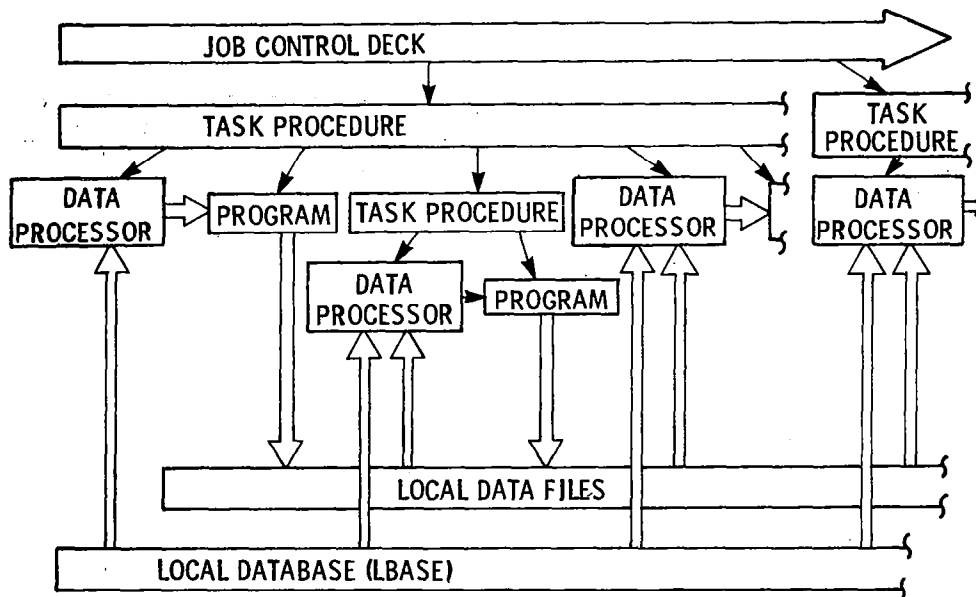 JOB CONTROL DECK
TASK PROCEDURE
TASK
PROCEDURE
DATA
PROCESSOR
PROGRAM
TASK PROCEDURE
DATA
PROCESSOR
DATA
PROCESSOR
DATA
PROCESSOR
PROGRAM
LOCAL DATA FILES
LOCAL DATABASE (LBASE)